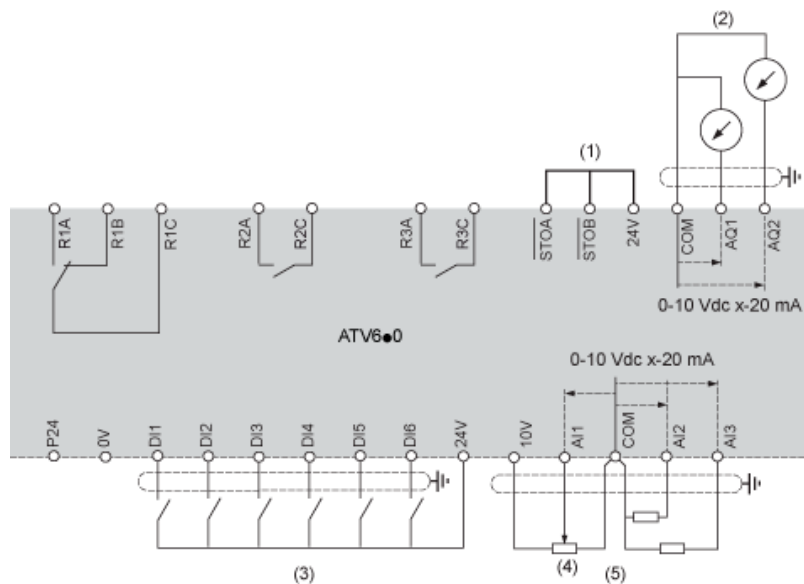 (2)
(1)
R1A
R1B
R1C
R2A
R2C
R3A
R3C
STOA
STOB
24V
COM
AQ1
AQ2
0-10 Vdc x-20 mA
ATV6●0
0-10 Vdc x-20 mA
P24
0V
DI1
DI2
DI3
DI4
DI5
DI6
24V
10V
AI1
COM
AI2
AI3
(3)
(4)
(5)